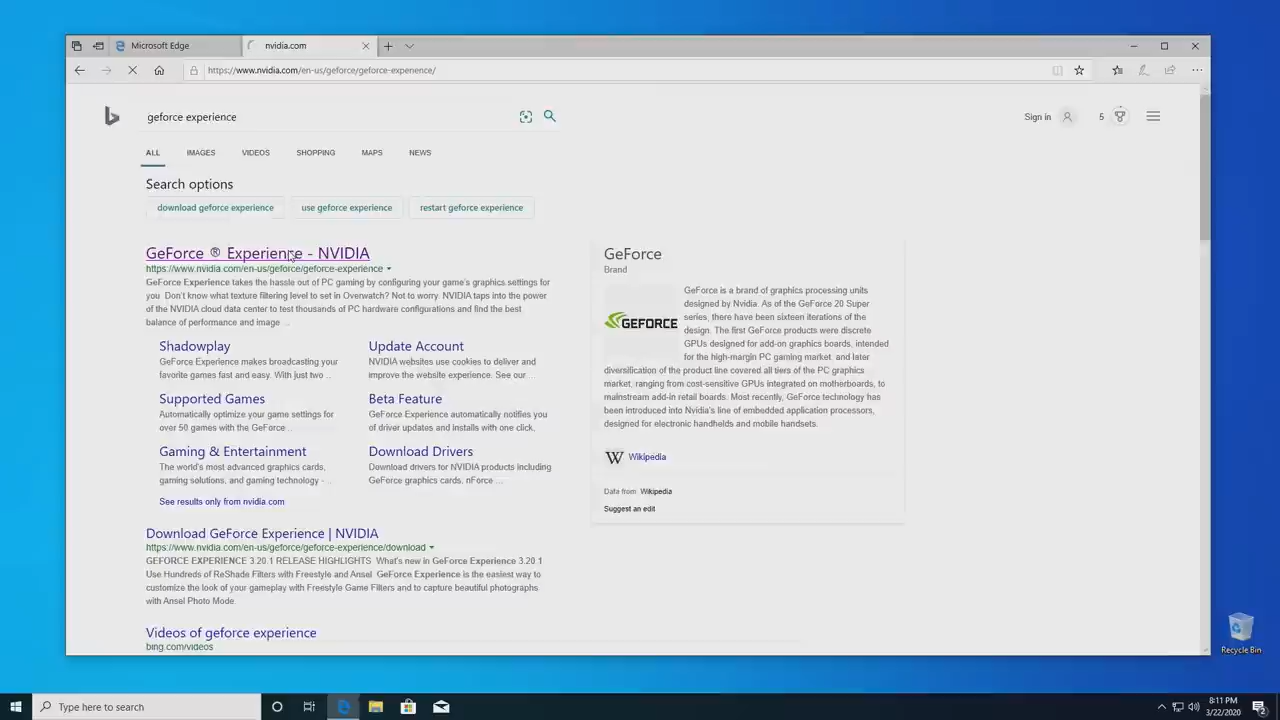 Microsoft Edge
nvidia.com
https://www.nvidia.com/en-us/geforce/geforce-experience/
geforce experience
Sign in
5
ALL
IMAGES
VIDEOS
SHOPPING
MAPS
NEWS
Search options
download geforce experience
use geforce experience
restart geforce experience
GeForce ® Experience - NVIDIA
https://www.nvidia.com/en-us/geforce/geforce-experience
GeForce Experience takes the hassle out of PC gaming by configuring your game's graphics settings for
you. Don't know what texture filtering level to set in Overwatch? Not to worry. NVIDIA taps into the power
of the NVIDIA cloud data center to test thousands of PC hardware configurations and find the best
balance of performance and image ...
Shadowplay
GeForce Experience makes broadcasting your
favorite games fast and easy. With just two ...
Update Account
NVIDIA websites use cookies to deliver and
improve the website experience. See our ...
Supported Games
Automatically optimize your game settings for
over 50 games with the GeForce ...
Beta Feature
GeForce Experience automatically notifies you
of driver updates and installs with one click,
Gaming & Entertainment
The world's most advanced graphics cards,
gaming solutions, and gaming technology - ...
Download Drivers
Download drivers for NVIDIA products including
GeForce graphics cards, nForce ...
See results only from nvidia.com
Download GeForce Experience | NVIDIA
https://www.nvidia.com/en-us/geforce/geforce-experience/download
GEFORCE EXPERIENCE 3.20.1 RELEASE HIGHLIGHTS. What's new in GeForce Experience 3.20.1
Use Hundreds of ReShade Filters with Freestyle and Ansel. GeForce Experience is the easiest way to
customize the look of your gameplay with Freestyle Game Filters and to capture beautiful photographs
with Ansel Photo Mode.
Videos of geforce experience
bing.com/videos
GeForce
Brand
GEFORCE
GeForce is a brand of graphics processing units
designed by Nvidia. As of the GeForce 20 Super
series, there have been sixteen iterations of the
design. The first GeForce products were discrete
GPUs designed for add-on graphics boards, intended
for the high-margin PC gaming market, and later
diversification of the product line covered all tiers of the PC graphics
market, ranging from cost-sensitive GPUs integrated on motherboards, to
mainstream add-in retail boards. Most recently, GeForce technology has
been introduced into Nvidia's line of embedded application processors,
designed for electronic handhelds and mobile handsets.
W Wikipedia
Data from Wikipedia
Suggest an edit
Recycle Bin
Type here to search
8:11 PM
3/22/2020
2